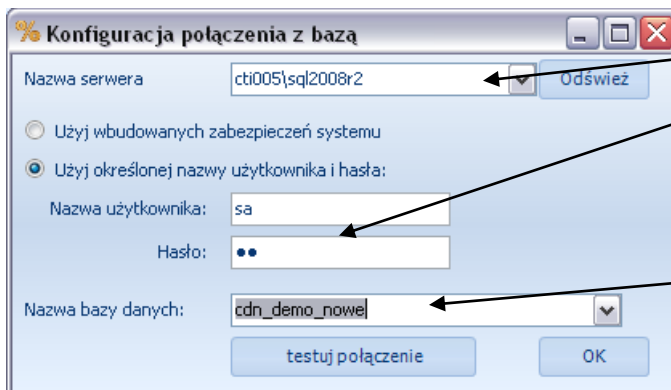 Konfiguracja połączenia z bazą
Nazwa serwera cti005\sql2008r2 Odśwież
Użyj wbudowanych zabezpieczeń systemu
Użyj określonej nazwy użytkownika i hasła:
Nazwa użytkownika: sa
Hasło: ●●
Nazwa bazy danych: cdn_demo_nowe
testuj połączenie OK